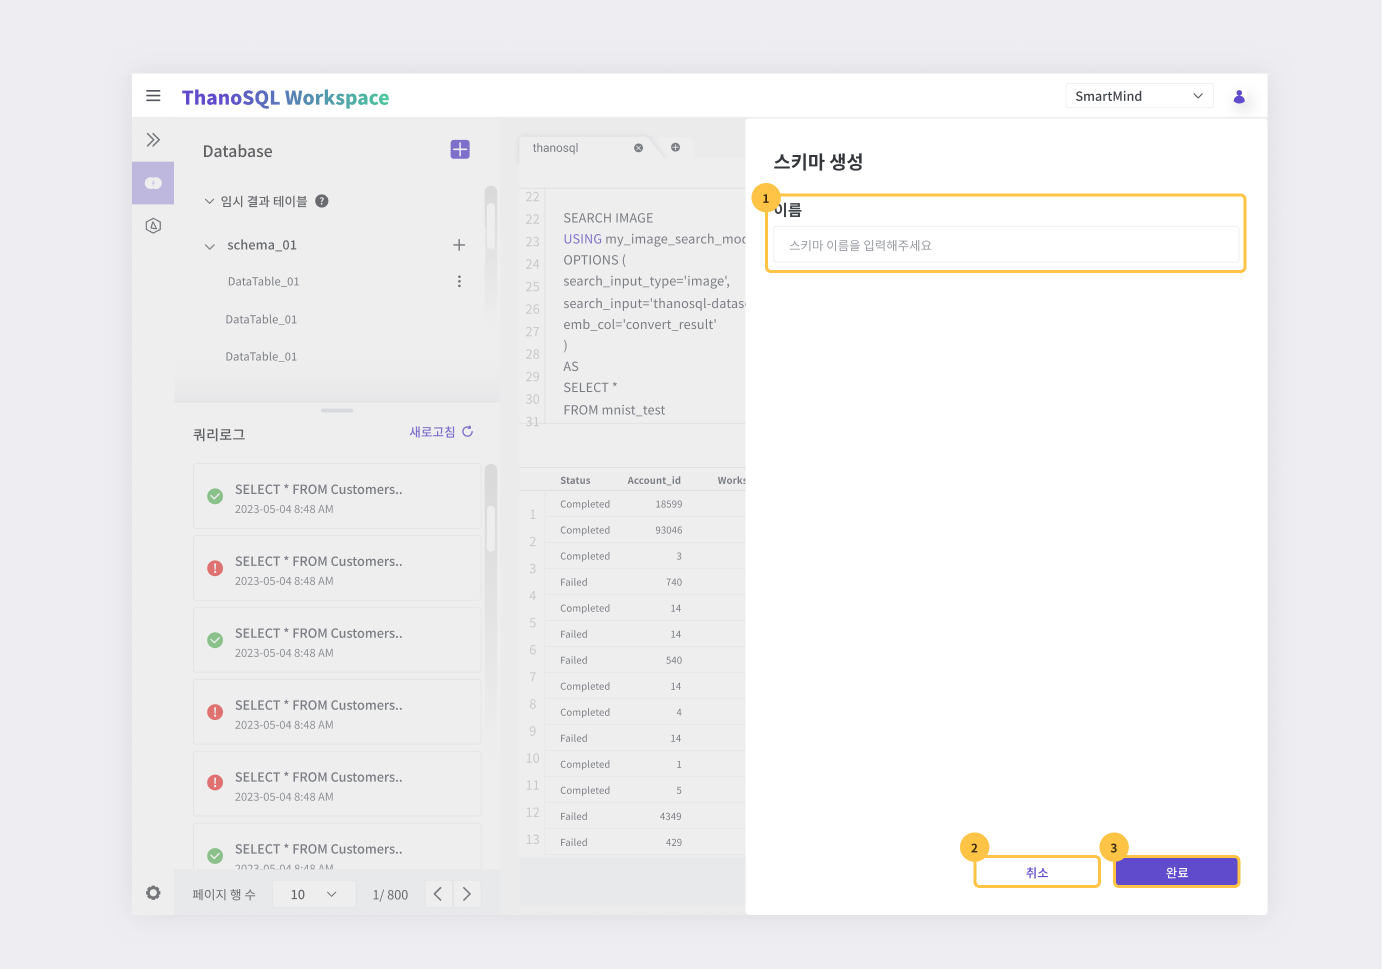 ThanoSQL Workspace
SmartMind
Database
임시 결과 테이블 ?
schema_01
DataTable_01
DataTable_01
DataTable_01
쿼리로그
새로고침
SELECT * FROM Customers..
2023-05-04 8:48 AM
SELECT * FROM Customers..
2023-05-04 8:48 AM
SELECT * FROM Customers..
2023-05-04 8:48 AM
SELECT * FROM Customers..
2023-05-04 8:48 AM
SELECT * FROM Customers..
2023-05-04 8:48 AM
SELECT * FROM Customers..
2023-05-04 8:48 AM
페이지 행 수
10
1/ 800
thanosql
22
22 SEARCH IMAGE
23 USING my_image_search_mod
24 OPTIONS (
25 search_input_type='image',
26 search_input='thanosql-datas
27 emb_col='convert_result'
28 )
29 AS
30 SELECT *
31 FROM mnist_test
Status Account_id Works
1 Completed 18599
2 Completed 93046
3 Completed 3
4 Failed 740
5 Completed 14
6 Failed 14
7 Failed 540
8 Completed 14
9 Completed 4
10 Failed 14
11 Completed 1
12 Completed 5
13 Failed 4349
Failed 429
스키마 생성
1
이름
스키마 이름을 입력해주세요
2
취소
3
완료